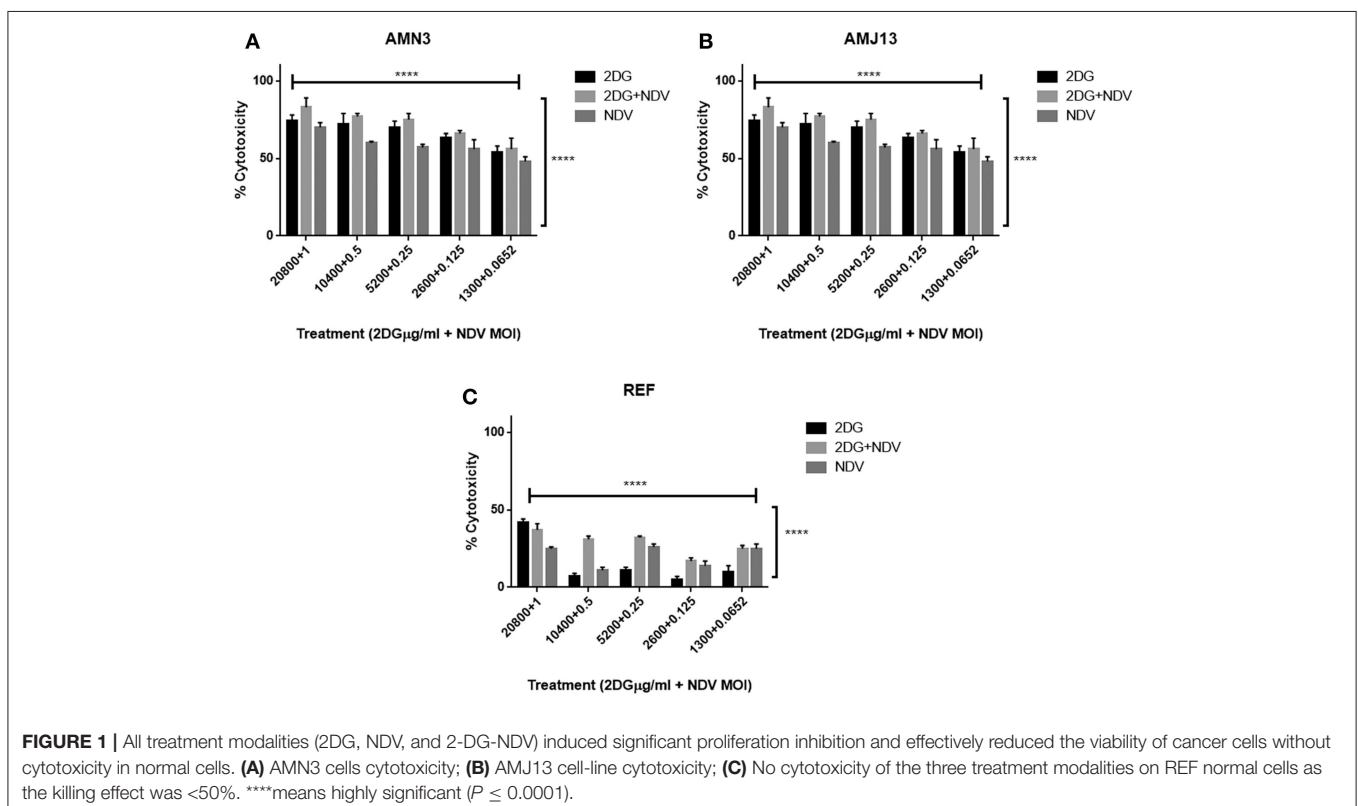 A
AMN3
% Cytotoxicity
100
50
0
****
****
2DG
2DG+NDV
NDV
20800+1
10400+0.5
5200+0.25
2600+0.125
1300+0.0652
Treatment (2DGμg/ml + NDV MOI)
B
AMJ13
% Cytotoxicity
100
50
0
****
****
2DG
2DG+NDV
NDV
20800+1
10400+0.5
5200+0.25
2600+0.125
1300+0.0652
Treatment (2DGμg/ml + NDV MOI)
C
REF
% Cytotoxicity
100
50
0
****
****
2DG
2DG+NDV
NDV
20800+1
10400+0.5
5200+0.25
2600+0.125
1300+0.0652
Treatment (2DGμg/ml + NDV MOI)
FIGURE 1 | All treatment modalities (2DG, NDV, and 2-DG-NDV) induced significant proliferation inhibition and effectively reduced the viability of cancer cells without
cytotoxicity in normal cells. (A) AMN3 cells cytotoxicity; (B) AMJ13 cell-line cytotoxicity; (C) No cytotoxicity of the three treatment modalities on REF normal cells as
the killing effect was <50%. ****means highly significant (P ≤ 0.0001).